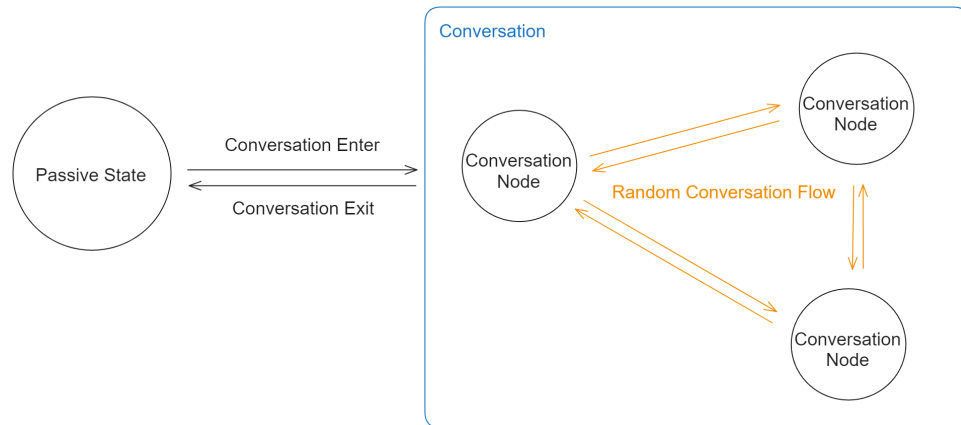 Conversation
Passive State
Conversation Enter
Conversation Exit
Conversation
Node
Conversation
Node
Random Conversation Flow
Conversation
Node